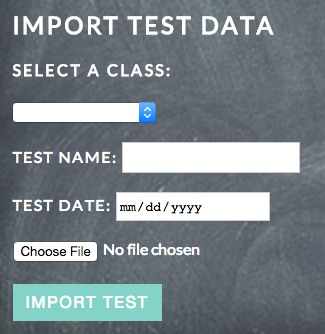 IMPORT TEST DATA
SELECT A CLASS:
TEST NAME:
TEST DATE: mm/dd/yyyy
Choose File No file chosen
IMPORT TEST